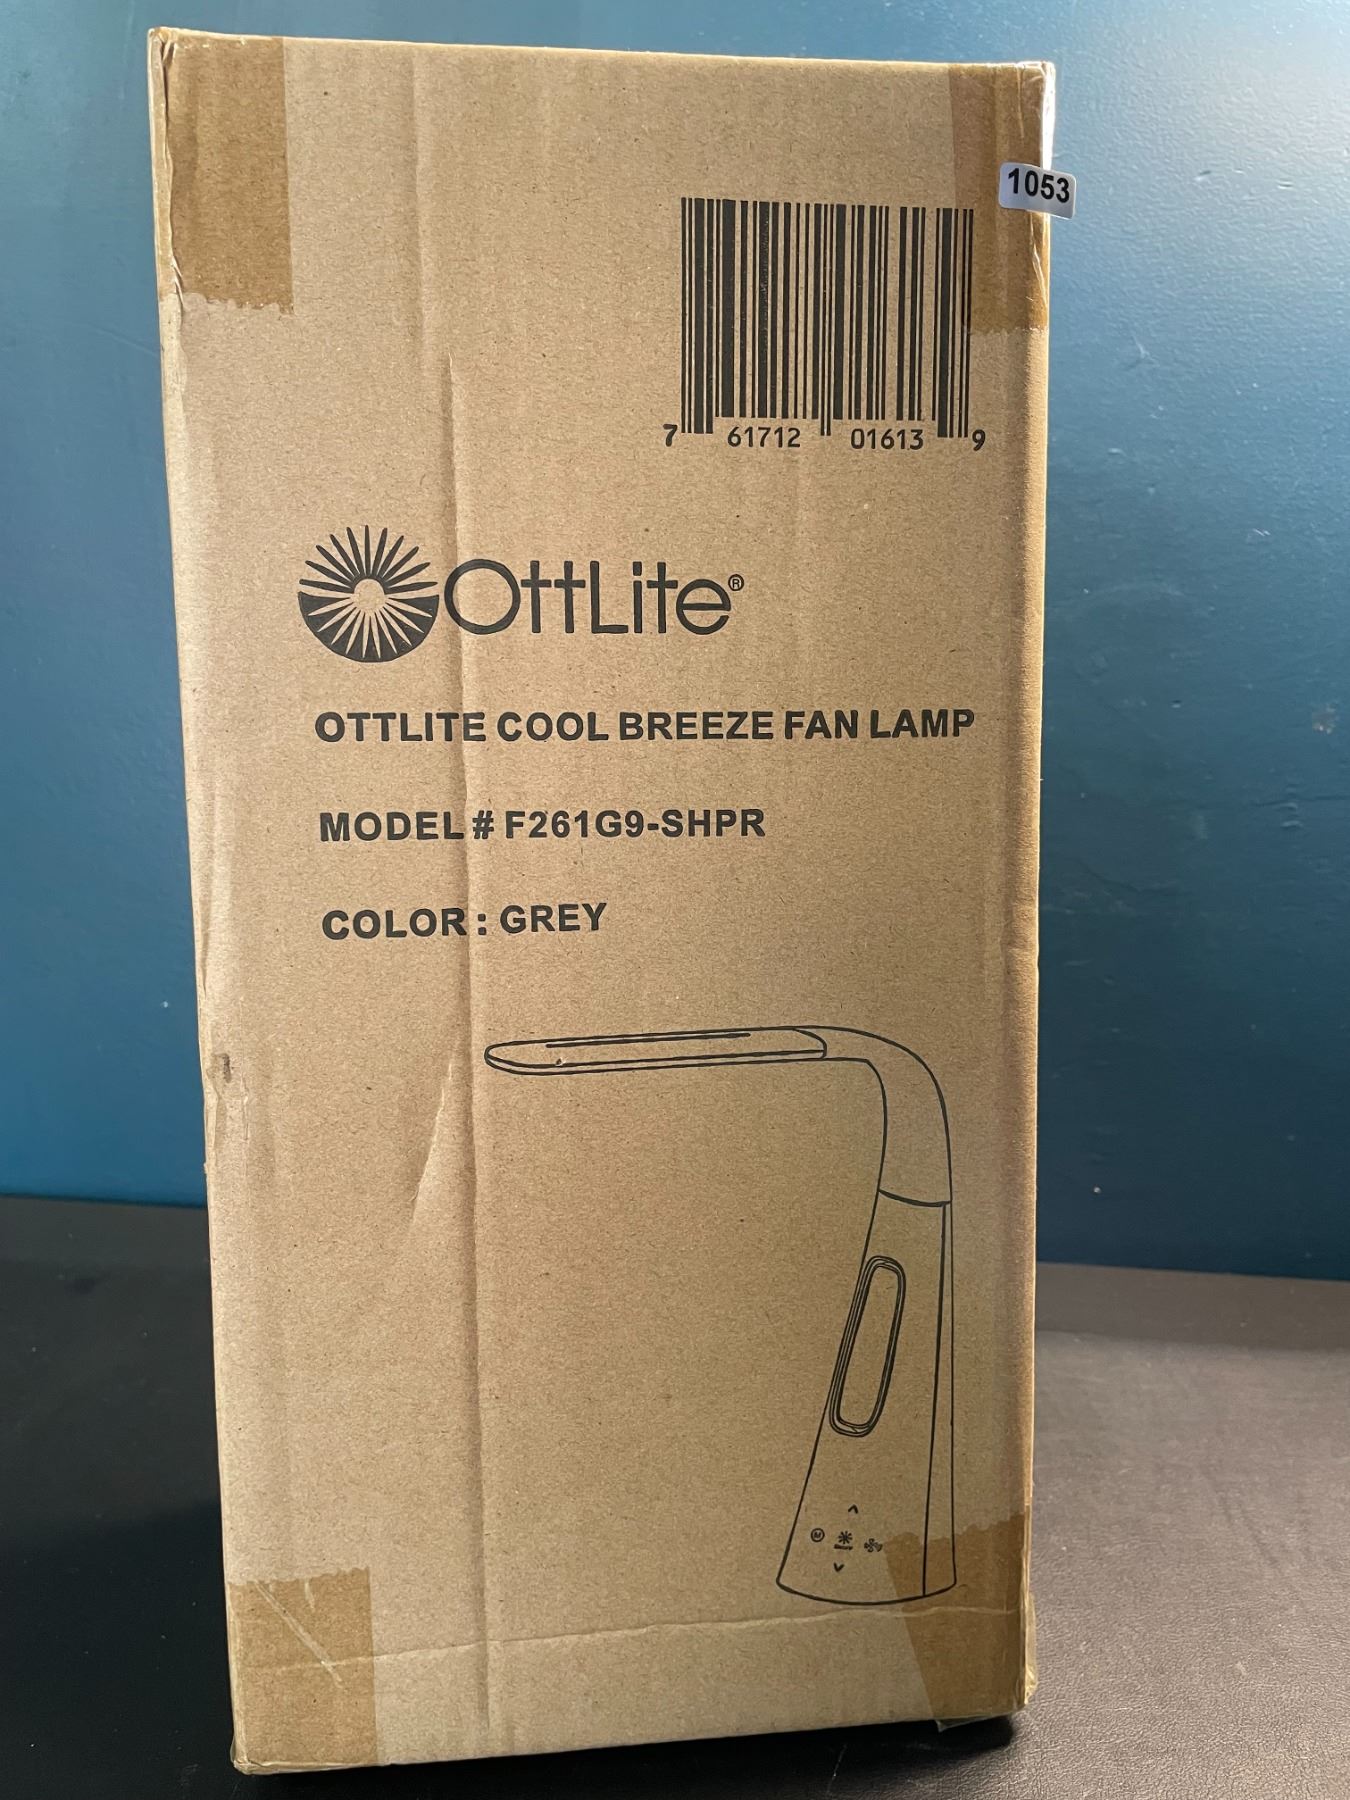 1053
7 61712 01613 9
OttLite®
OTTLITE COOL BREEZE FAN LAMP
MODEL# F261G9-SHPR
COLOR: GREY
M